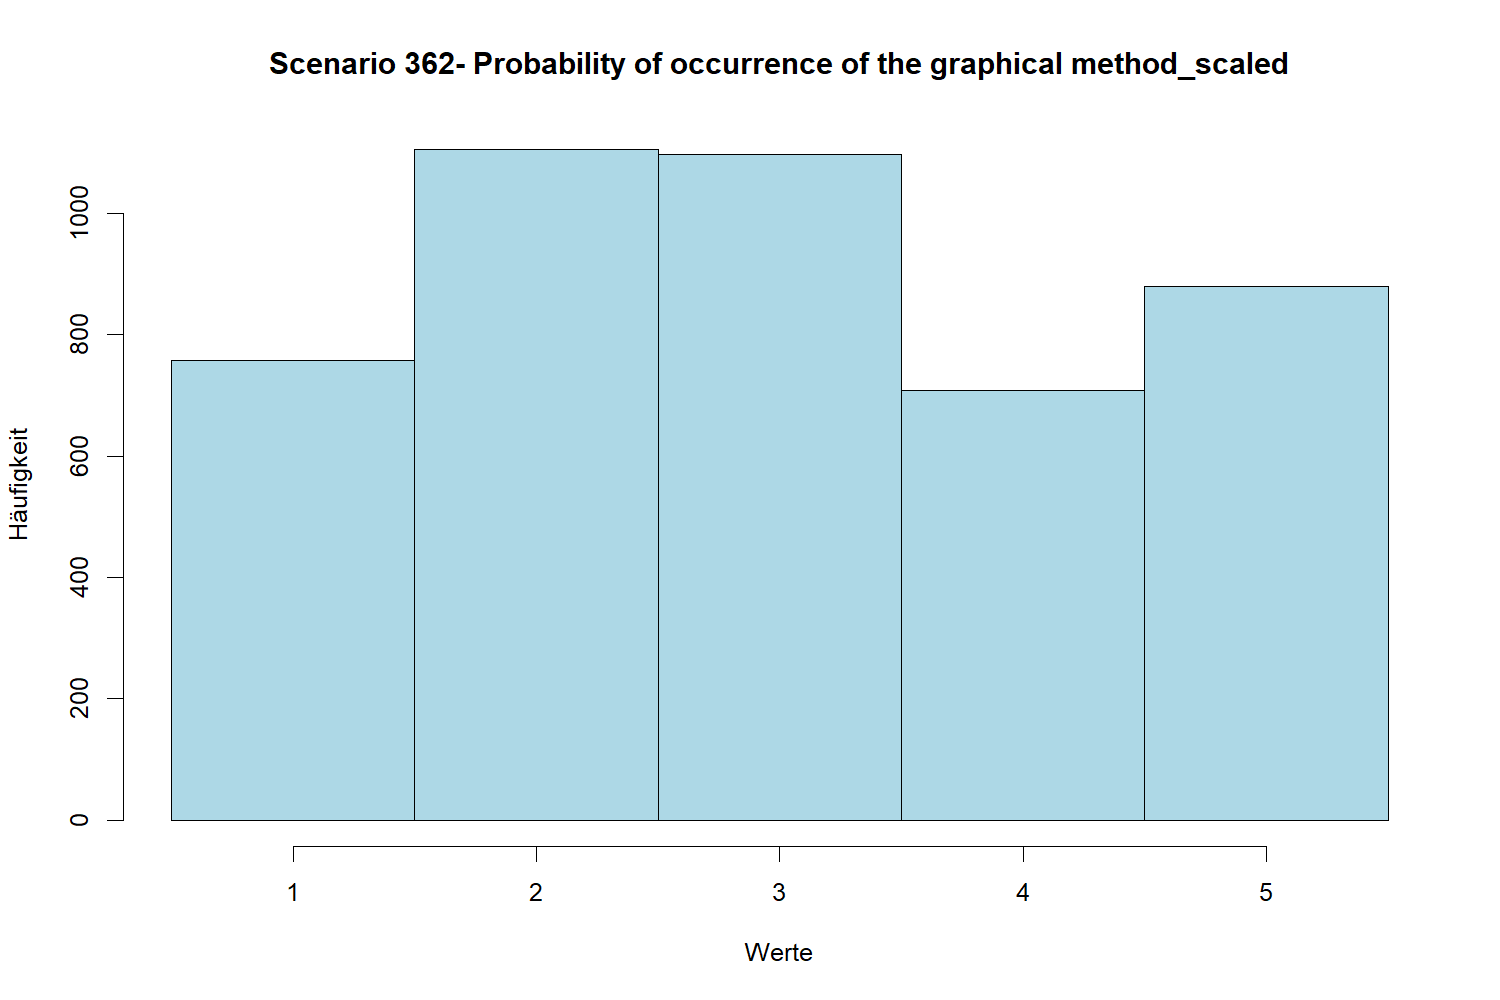 Scenario 362- Probability of occurrence of the graphical method_scaled
Häufigkeit
1000
800
600
400
200
0
1 2 3 4 5
Werte